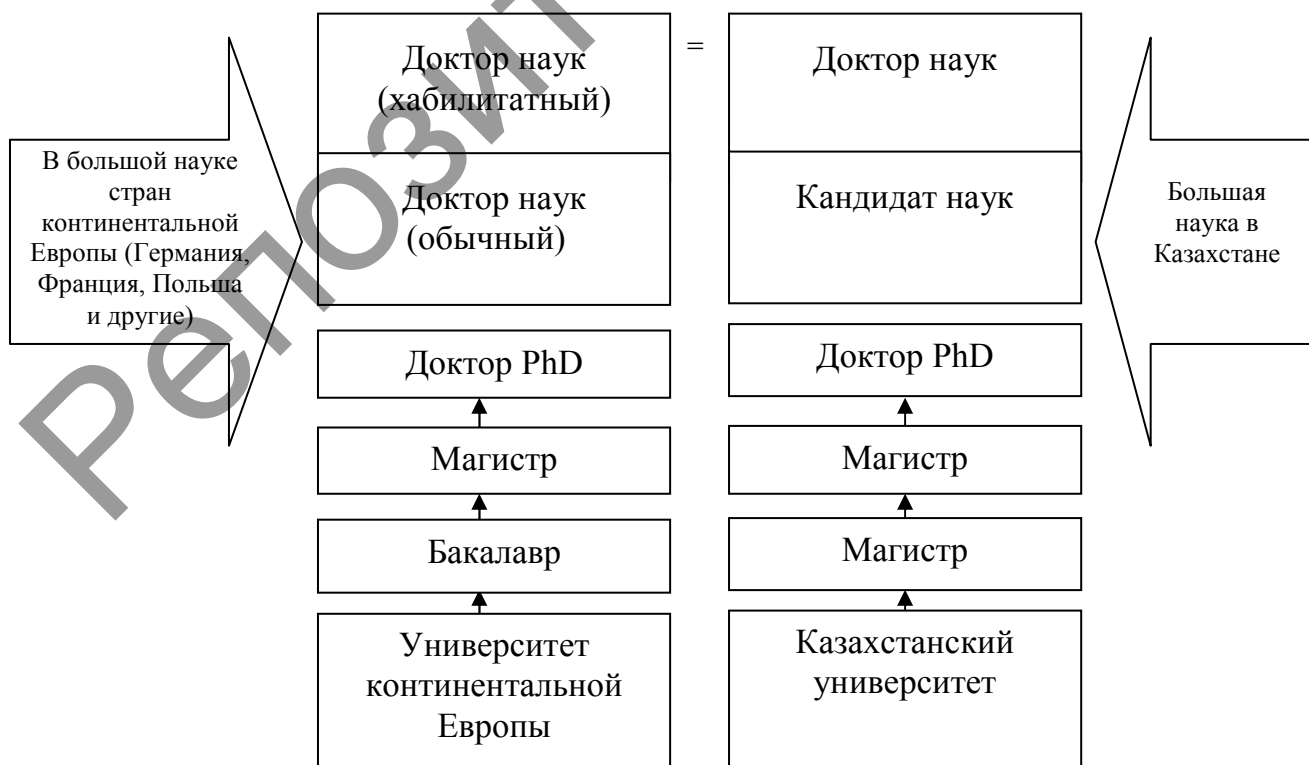 Доктор наук
(хабилитатный)
=
Доктор наук
В большой науке
стран
континентальной
Европы (Германия,
Франция, Польша
и другие)
Доктор наук
(обычный)
Кандидат наук
Большая
наука в
Казахстане
Доктор PhD
Доктор PhD
Магистр
Магистр
Бакалавр
Магистр
Университет
континентальной
Европы
Казахстанский
университет
Репозит